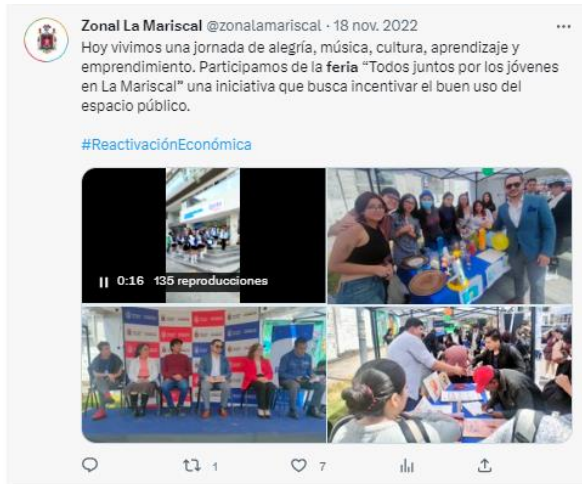 Zonal La Mariscal @zonalamariscal · 18 nov. 2022
Hoy vivimos una jornada de alegría, música, cultura, aprendizaje y
emprendimiento. Participamos de la feria "Todos juntos por los jóvenes
en La Mariscal" una iniciativa que busca incentivar el buen uso del
espacio público.
#ReactivaciónEconómica
0:16 135 reproducciones
1 7